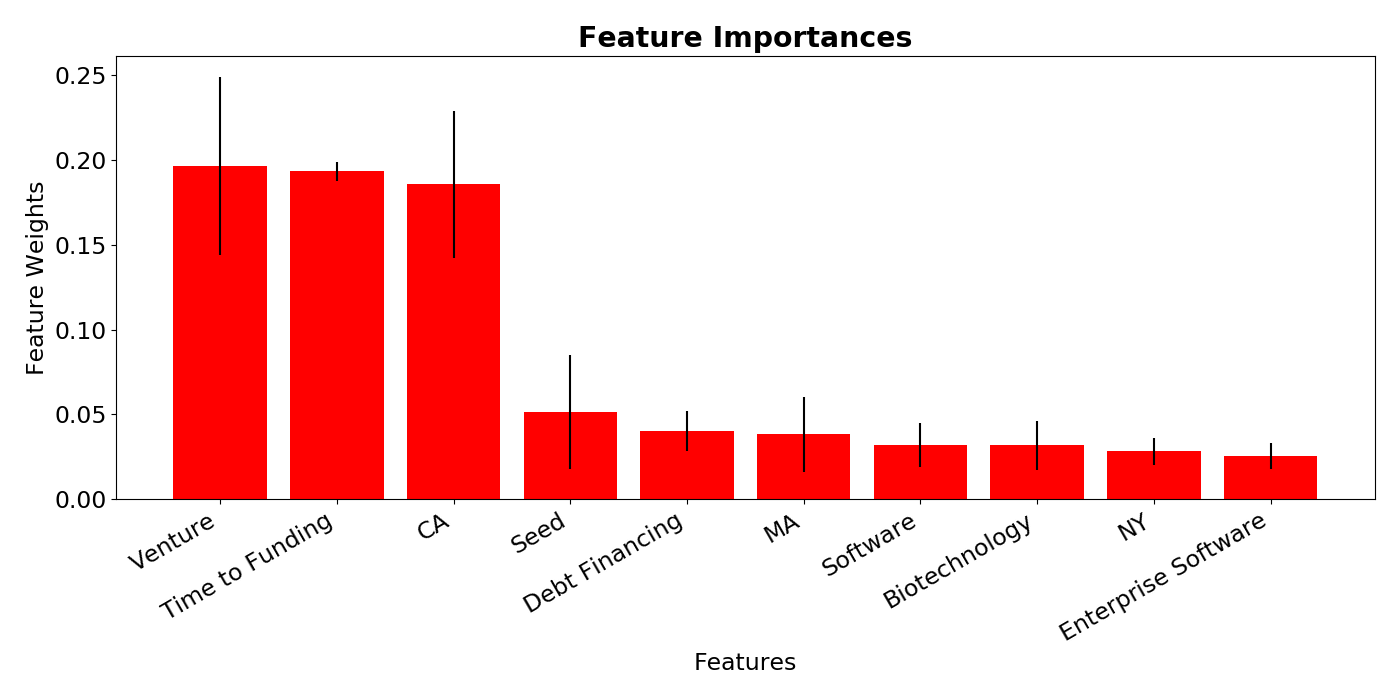 Feature Importances
Feature Weights
0.25
0.20
0.15
0.10
0.05
0.00
Venture
Time to Funding
CA
Seed
Debt Financing
MA
Software
Biotechnology
NY
Enterprise Software
Features